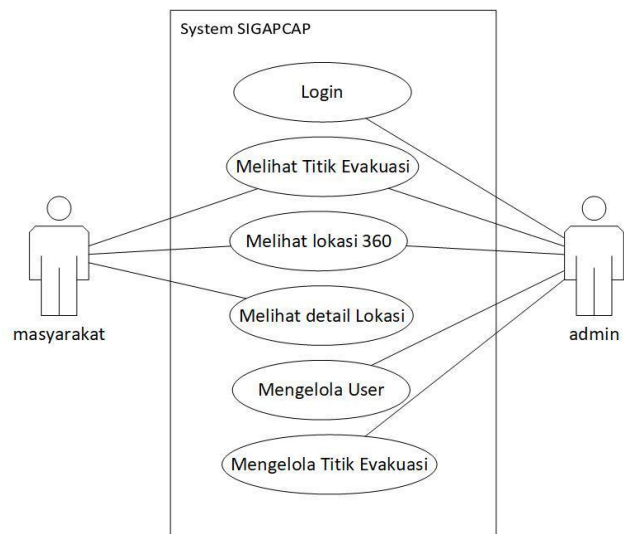 System SIGAPCAP
Login
Melihat Titik Evakuasi
Melihat lokasi 360
Melihat detail Lokasi
masyarakat
admin
Mengelola User
Mengelola Titik Evakuasi